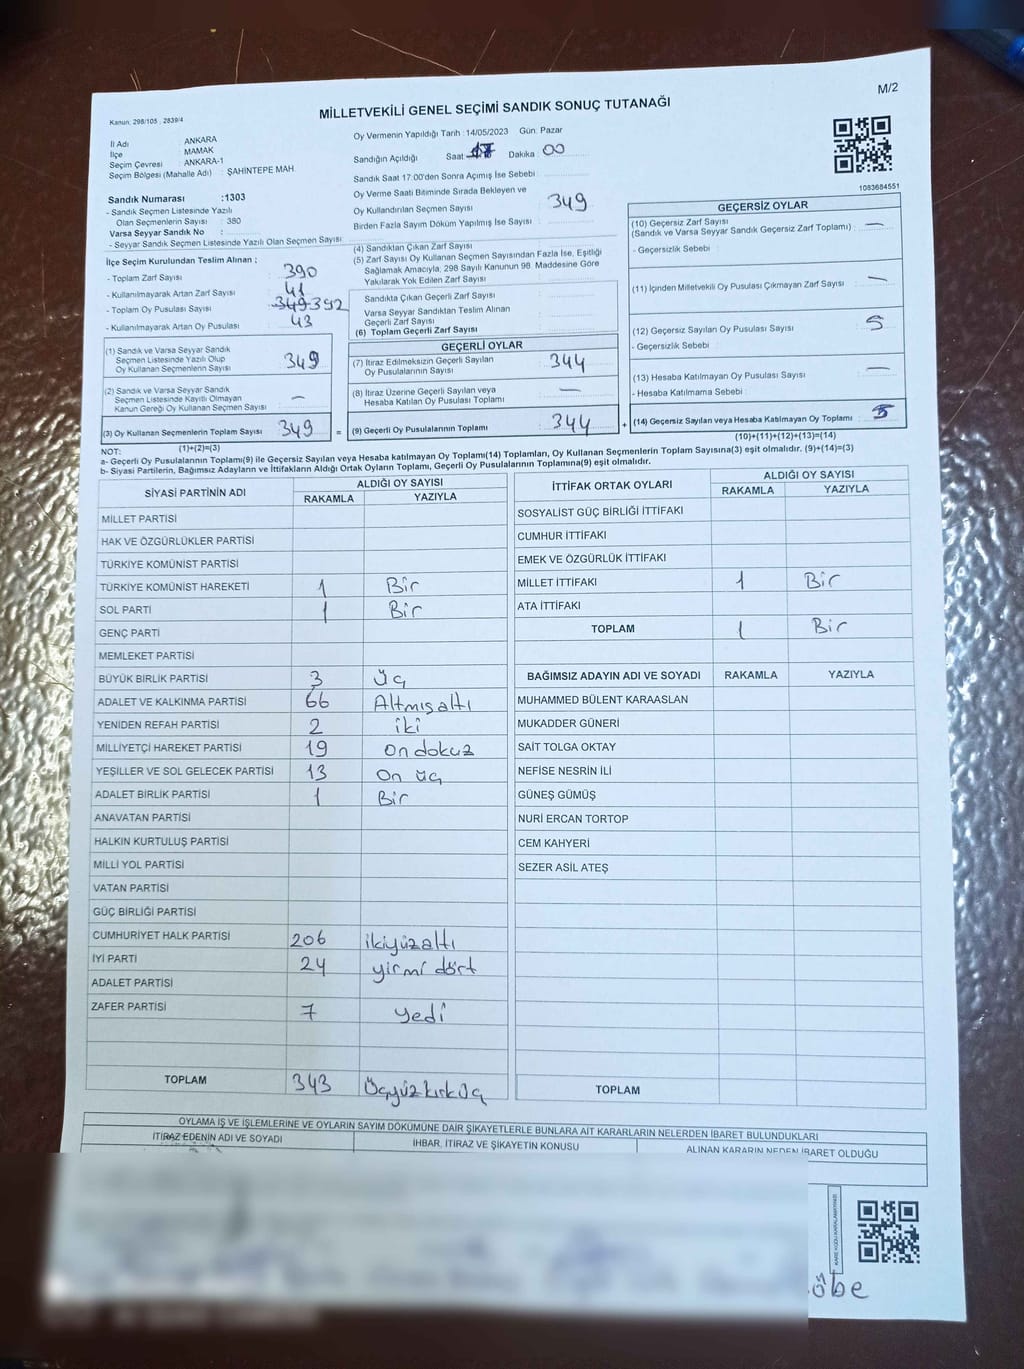 M/2
Kanun: 298/105 , 2839/4
MİLLETVEKİLİ GENEL SEÇİMİ SANDIK SONUÇ TUTANAĞI
İl Adı : ANKARA
İlçe : MAMAK
Seçim Çevresi : ANKARA-1
Seçim Bölgesi (Mahalle Adı) : ŞAHİNTEPE MAH
Oy Vermenin Yapıldığı Tarih : 14/05/2023 Gün: Pazar
Sandığın Açıldığı Saat 17 Dakika : 00
Sandık Saat 17:00'den Sonra Açımış İse Sebebi :
Oy Verme Saati Bitiminde Sırada Bekleyen ve
Oy Kullandırılan Seçmen Sayısı : 349
Birden Fazla Sayım Döküm Yapılmış İse Sayısı :
1083684551
Sandık Numarası :1303
- Sandık Seçmen Listesinde Yazılı
Olan Seçmenlerin Sayısı : 380
Varsa Seyyar Sandık No :
- Seyyar Sandık Seçmen Listesinde Yazılı Olan Seçmen Sayısı :
İlçe Seçim Kurulundan Teslim Alınan ;
- Toplam Zarf Sayısı : 390
- Kullanılmayarak Artan Zarf Sayısı : 41
- Toplam Oy Pusulası Sayısı : 349 392
- Kullanılmayarak Artan Oy Pusulası : 43
(1) Sandık ve Varsa Seyyar Sandık
Seçmen Listesinde Yazılı Olup
Oy Kullanan Seçmenlerin Sayısı : 349
(2) Sandık ve Varsa Seyyar Sandık
Seçmen Listesinde Kayıtlı Olmayan
Kanun Gereği Oy Kullanan Seçmen Sayısı : –
(3) Oy Kullanan Seçmenlerin Toplam Sayısı : 349
(1)+(2)=(3)
(4) Sandıktan Çıkan Zarf Sayısı :
(5) Zarf Sayısı Oy Kullanan Seçmen Sayısından Fazla İse, Eşitliği
Sağlamak Amacıyla, 298 Sayılı Kanunun 98. Maddesine Göre
Yakılarak Yok Edilen Zarf Sayısı :
Sandıkta Çıkan Geçerli Zarf Sayısı :
Varsa Seyyar Sandıktan Teslim Alınan
Geçerli Zarf Sayısı :
(6) Toplam Geçerli Zarf Sayısı :
GEÇERLİ OYLAR
(7) İtiraz Edilmeksizin Geçerli Sayılan
Oy Pusulalarının Sayısı : 344
(8) İtiraz Üzerine Geçerli Sayılan veya
Hesaba Katılan Oy Pusulası Toplamı : –
= (9) Geçerli Oy Pusulalarının Toplamı : 344
GEÇERSİZ OYLAR
(10) Geçersiz Zarf Sayısı
(Sandık ve Varsa Seyyar Sandık Geçersiz Zarf Toplamı) : –
- Geçersizlik Sebebi :
(11) İçinden Milletvekili Oy Pusulası Çıkmayan Zarf Sayısı : –
(12) Geçersiz Sayılan Oy Pusulası Sayısı : 5
- Geçersizlik Sebebi :
(13) Hesaba Katılmayan Oy Pusulası Sayısı : –
- Hesaba Katılmama Sebebi :
+ (14) Geçersiz Sayılan veya Hesaba Katılmayan Oy Toplamı : 5
(10)+(11)+(12)+(13)=(14)
NOT:
a- Geçerli Oy Pusulalarının Toplamı(9) ile Geçersiz Sayılan veya Hesaba katılmayan Oy Toplamı(14) Toplamları, Oy Kullanan Seçmenlerin Toplam Sayısına(3) eşit olmalıdır. (9)+(14)=(3)
b- Siyasi Partilerin, Bağımsız Adayların ve İttifakların Aldığı Ortak Oyların Toplamı, Geçerli Oy Pusulalarının Toplamına(9) eşit olmalıdır.
SİYASİ PARTİNİN ADI ALDIĞI OY SAYISI
RAKAMLA YAZIYLA
MİLLET PARTİSİ
HAK VE ÖZGÜRLÜKLER PARTİSİ
TÜRKİYE KOMÜNİST PARTİSİ
TÜRKİYE KOMÜNİST HAREKETİ 1 Bir
SOL PARTİ 1 Bir
GENÇ PARTİ
MEMLEKET PARTİSİ
BÜYÜK BİRLİK PARTİSİ 3 Üç
ADALET VE KALKINMA PARTİSİ 66 Altmışaltı
YENİDEN REFAH PARTİSİ 2 iki
MİLLİYETÇİ HAREKET PARTİSİ 19 on dokuz
YEŞİLLER VE SOL GELECEK PARTİSİ 13 On üç
ADALET BİRLİK PARTİSİ 1 Bir
ANAVATAN PARTİSİ
HALKIN KURTULUŞ PARTİSİ
MİLLİ YOL PARTİSİ
VATAN PARTİSİ
GÜÇ BİRLİĞİ PARTİSİ
CUMHURİYET HALK PARTİSİ 206 ikiyüzaltı
İYİ PARTİ 24 yirmi dört
ADALET PARTİSİ
ZAFER PARTİSİ 7 yedi
TOPLAM 343 Üçyüzkırküç
İTTİFAK ORTAK OYLARI ALDIĞI OY SAYISI
RAKAMLA YAZIYLA
SOSYALİST GÜÇ BİRLİĞİ İTTİFAKI
CUMHUR İTTİFAKI
EMEK VE ÖZGÜRLÜK İTTİFAKI
MİLLET İTTİFAKI 1 Bir
ATA İTTİFAKI
TOPLAM 1 Bir
BAĞIMSIZ ADAYIN ADI VE SOYADI RAKAMLA YAZIYLA
MUHAMMED BÜLENT KARAASLAN
MUKADDER GÜNERİ
SAİT TOLGA OKTAY
NEFİSE NESRİN İLİ
GÜNEŞ GÜMÜŞ
NURİ ERCAN TORTOP
CEM KAHYERİ
SEZER ASİL ATEŞ
TOPLAM
OYLAMA İŞ VE İŞLEMLERİNE VE OYLARIN SAYIM DÖKÜMÜNE DAİR ŞİKAYETLERLE BUNLARA AİT KARARLARIN NELERDEN İBARET BULUNDUKLARI
İTİRAZ EDENİN ADI VE SOYADI İHBAR, İTİRAZ VE ŞİKAYETİN KONUSU ALINAN KARARIN NEDEN İBARET OLDUĞU
KARE KODU KARALAMAYINIZ!
öbe